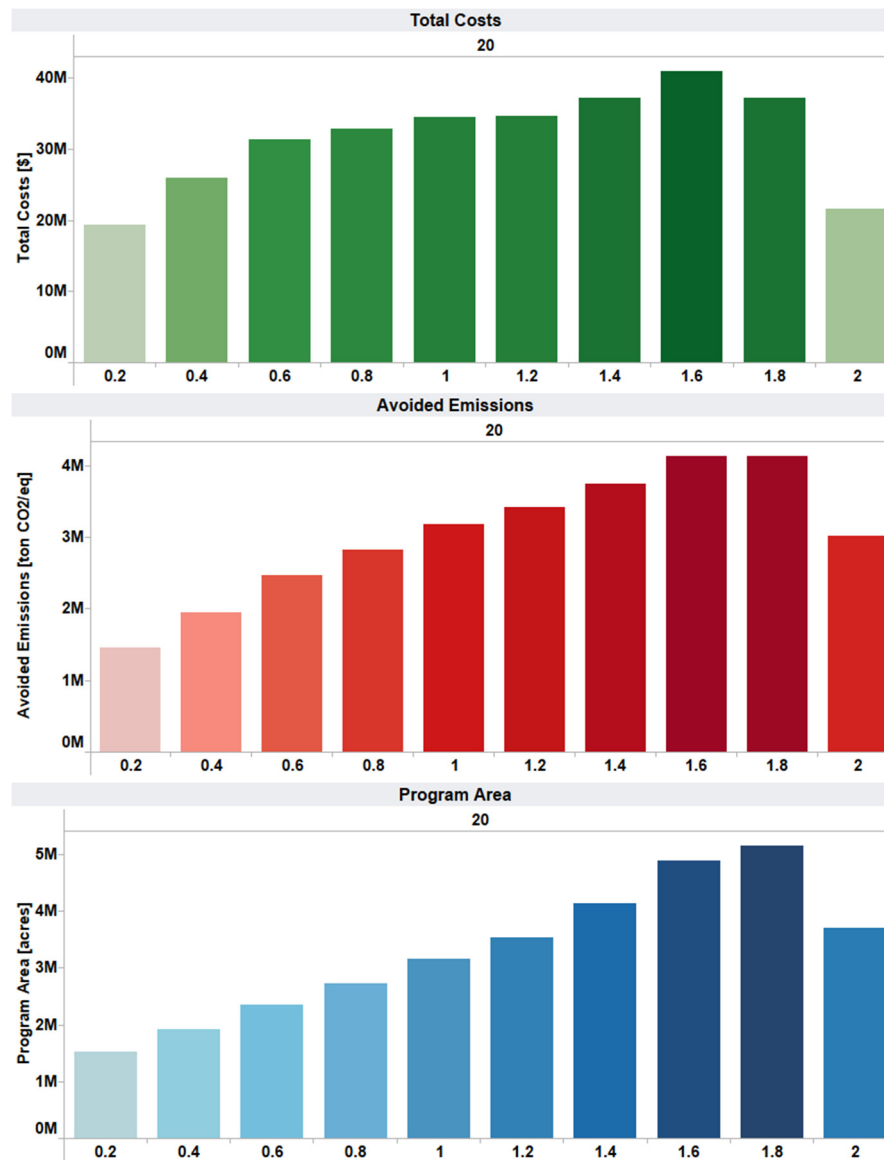 Total Costs
20
40M
30M
20M
10M
0M
Total Costs [$]
0.2 0.4 0.6 0.8 1 1.2 1.4 1.6 1.8 2
Avoided Emissions
20
4M
3M
2M
1M
0M
Avoided Emissions [ton CO2/eq]
0.2 0.4 0.6 0.8 1 1.2 1.4 1.6 1.8 2
Program Area
20
5M
4M
3M
2M
1M
0M
Program Area [acres]
0.2 0.4 0.6 0.8 1 1.2 1.4 1.6 1.8 2